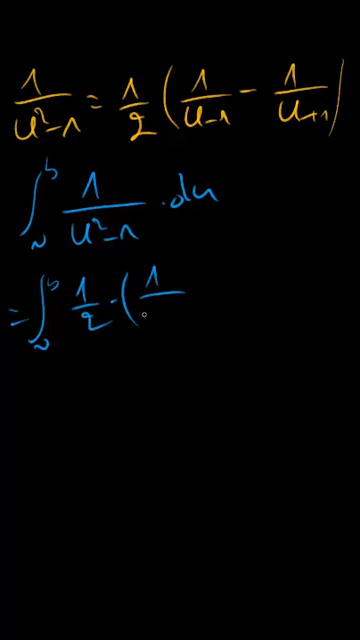 1/(u²-1) = 1/2 (1/(u-1) - 1/(u+1))
∫ 1/(u²-1) · du
= ∫ 1/2 · (1/